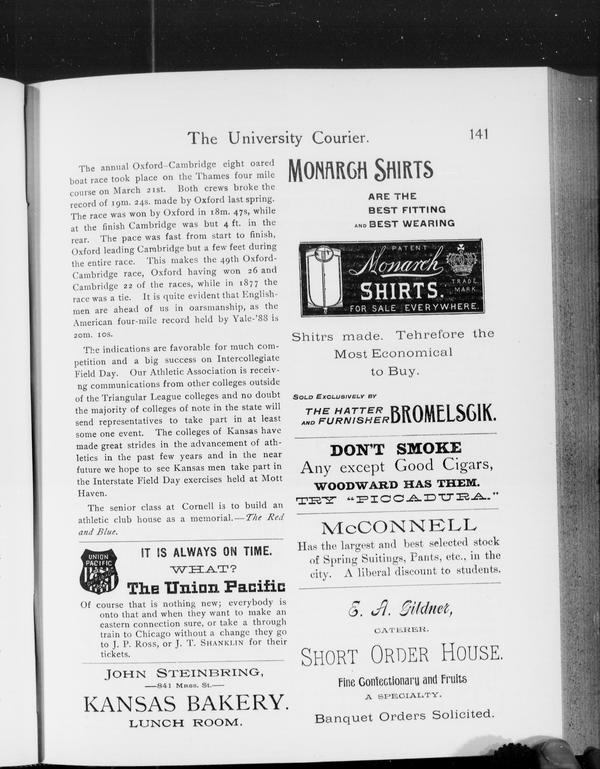 The University Courier.
141
The annual Oxford-Cambridge eight oared
boat race took place on the Thames four mile
course on March 21st. Both crews broke the
record of 19m. 24s. made by Oxford last spring.
The race was won by Oxford in 18m. 47s, while
at the finish Cambridge was but 4 ft. in the
rear. The pace was fast from start to finish,
Oxford leading Cambridge but a few feet during
the entire race. This makes the 49th Oxford-
Cambridge race, Oxford having won 26 and
Cambridge 22 of the races, while in 1877 the
race was a tie. It is quite evident that English-
men are ahead of us in oarsmanship, as the
American four-mile record held by Yale-'88 is
20m. 10s.
The indications are favorable for much com-
petition and a big success on Intercollegiate
Field Day. Our Athletic Association is receiv-
ing communications from other colleges outside
of the Triangular League colleges and no doubt
the majority of colleges of note in the state will
send representatives to take part in at least
some one event. The colleges of Kansas have
made great strides in the advancement of ath-
letics in the past few years and in the near
future we hope to see Kansas men take part in
the Interstate Field Day exercises held at Mott
Haven.
The senior class at Cornell is to build an
athletic club house as a memorial.—The Red
and Blue.
UNION
PACIFIC
IT IS ALWAYS ON TIME.
WHAT?
The Union Pacific
Of course that is nothing new; everybody is
onto that and when they want to make an
eastern connection sure, or take a through
train to Chicago without a change they go
to J. P. Ross, or J. T. Shanklin for their
tickets.
JOHN STEINBRING,
—841 Mass. St.—
KANSAS BAKERY.
LUNCH ROOM.
MONARCH SHIRTS
ARE THE
BEST FITTING
AND BEST WEARING
PATENT
Monarch
TRADE
MARK
SHIRTS.
FOR SALE EVERYWHERE.
Shitrs made. Tehrefore the
Most Economical
to Buy.
SOLD EXCLUSIVELY BY
THE HATTER
AND FURNISHER BROMELSGIK.
DON'T SMOKE
Any except Good Cigars,
WOODWARD HAS THEM.
TRY "PICCADURA."
McCONNELL
Has the largest and best selected stock
of Spring Suitings, Pants, etc., in the
city. A liberal discount to students.
E. A. Gildner,
CATERER.
SHORT ORDER HOUSE.
Fine Confectionary and Fruits
A SPECIALTY.
Banquet Orders Solicited.